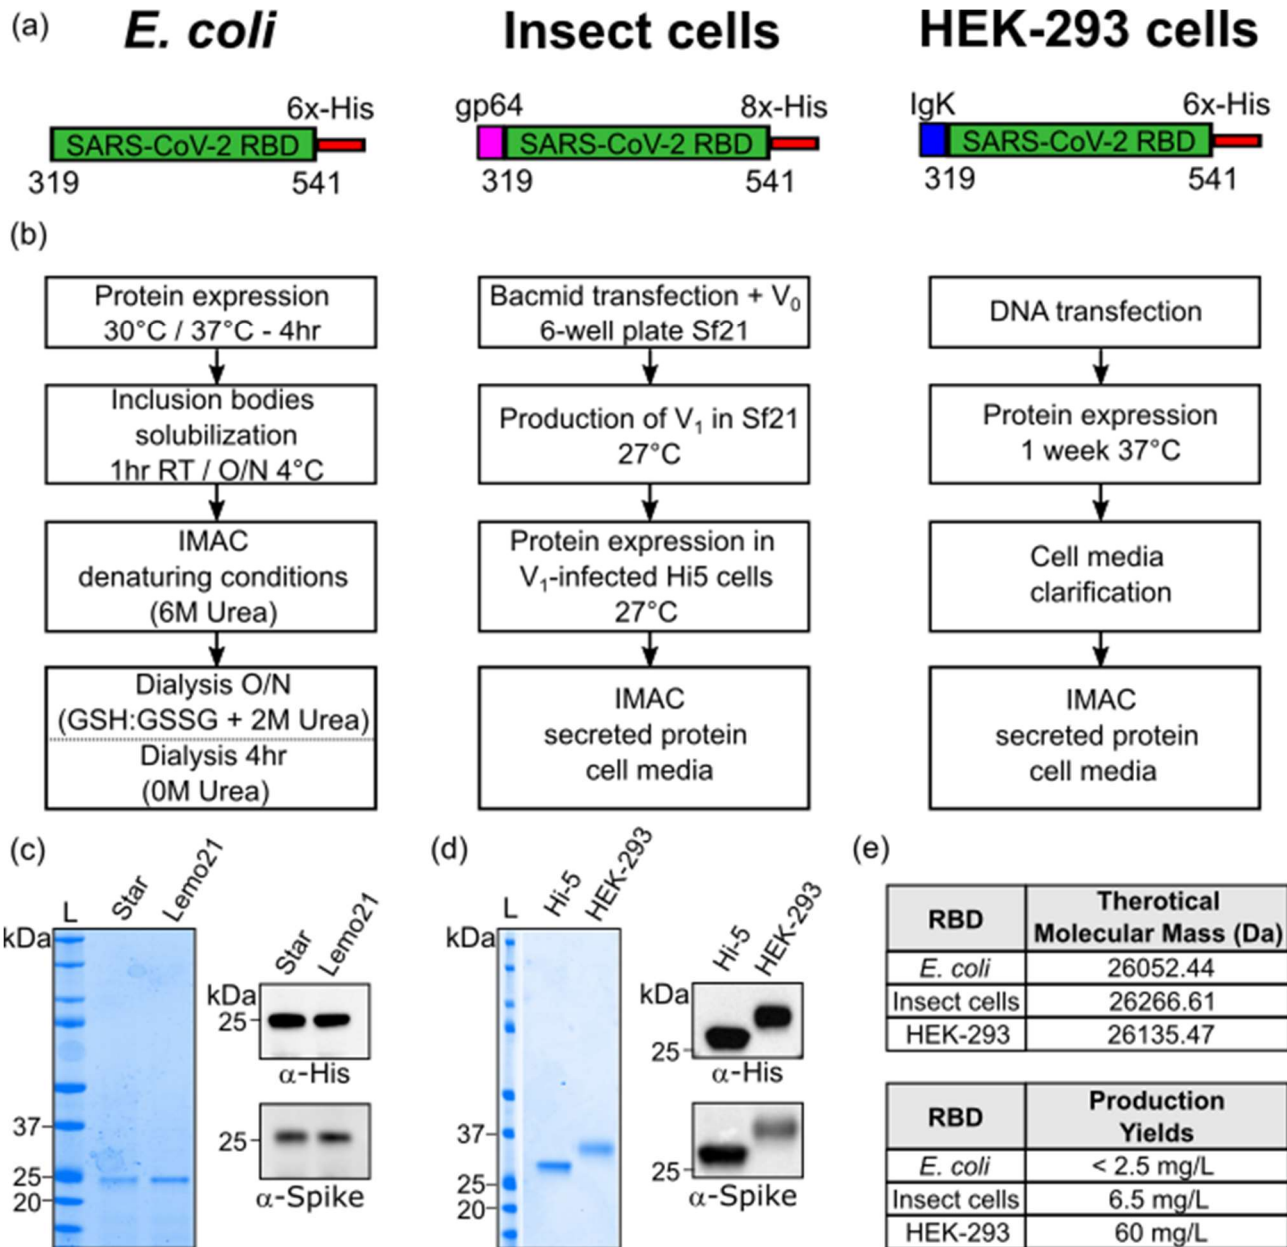 (a)
E. coli
Insect cells
HEK-293 cells
6x-His
SARS-CoV-2 RBD
319
541
gp64
8x-His
SARS-CoV-2 RBD
319
541
IgK
6x-His
SARS-CoV-2 RBD
319
541
(b)
Protein expression
30°C / 37°C - 4hr
Inclusion bodies
solubilization
1hr RT / O/N 4°C
IMAC
denaturing conditions
(6M Urea)
Dialysis O/N
(GSH:GSSG + 2M Urea)
Dialysis 4hr
(0M Urea)
Bacmid transfection + V₀
6-well plate Sf21
Production of V₁ in Sf21
27°C
Protein expression in
V₁-infected Hi5 cells
27°C
IMAC
secreted protein
cell media
DNA transfection
Protein expression
1 week 37°C
Cell media
clarification
IMAC
secreted protein
cell media
(c)
L
Star
Lemo21
kDa
37
25
20
Star
Lemo21
kDa
25
α-His
25
α-Spike
(d)
L
Hi-5
HEK-293
kDa
37
25
20
Hi-5
HEK-293
kDa
25
α-His
25
α-Spike
(e)
RBD
Therotical
Molecular Mass (Da)
E. coli 26052.44
Insect cells 26266.61
HEK-293 26135.47
RBD
Production
Yields
E. coli < 2.5 mg/L
Insect cells 6.5 mg/L
HEK-293 60 mg/L